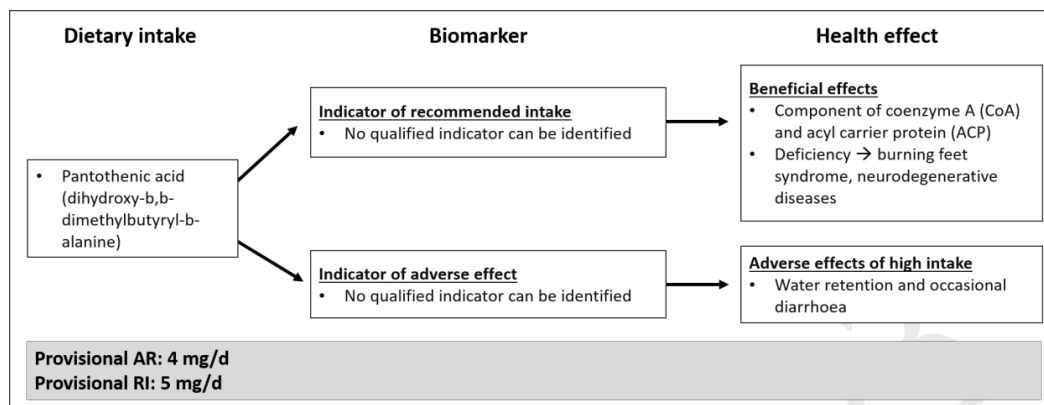 Dietary intake
Biomarker
Health effect
• Pantothenic acid
(dihydroxy-b,b-
dimethylbutyryl-b-
alanine)
Indicator of recommended intake
• No qualified indicator can be identified
Beneficial effects
• Component of coenzyme A (CoA)
and acyl carrier protein (ACP)
• Deficiency → burning feet
syndrome, neurodegenerative
diseases
Indicator of adverse effect
• No qualified indicator can be identified
Adverse effects of high intake
• Water retention and occasional
diarrhoea
Provisional AR: 4 mg/d
Provisional RI: 5 mg/d